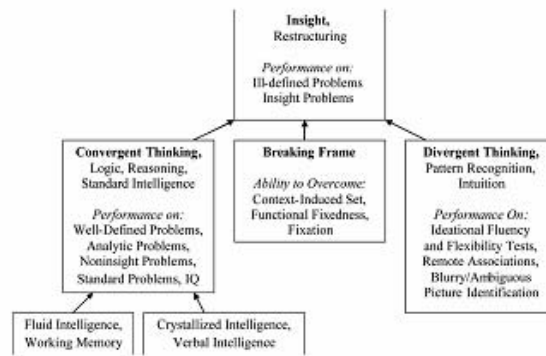 Insight,
Restructuring
Performance on:
Ill-defined Problems
Insight Problems
Convergent Thinking,
Logic, Reasoning,
Standard Intelligence
Performance on:
Well-Defined Problems,
Analytic Problems,
Noninsight Problems,
Standard Problems, IQ
Breaking Frame
Ability to Overcome:
Context-Induced Set,
Functional Fixedness,
Fixation
Divergent Thinking,
Pattern Recognition,
Intuition
Performance On:
Ideational Fluency
and Flexibility Tests,
Remote Associations,
Blurry/Ambiguous
Picture Identification
Fluid Intelligence,
Working Memory
Crystallized Intelligence,
Verbal Intelligence